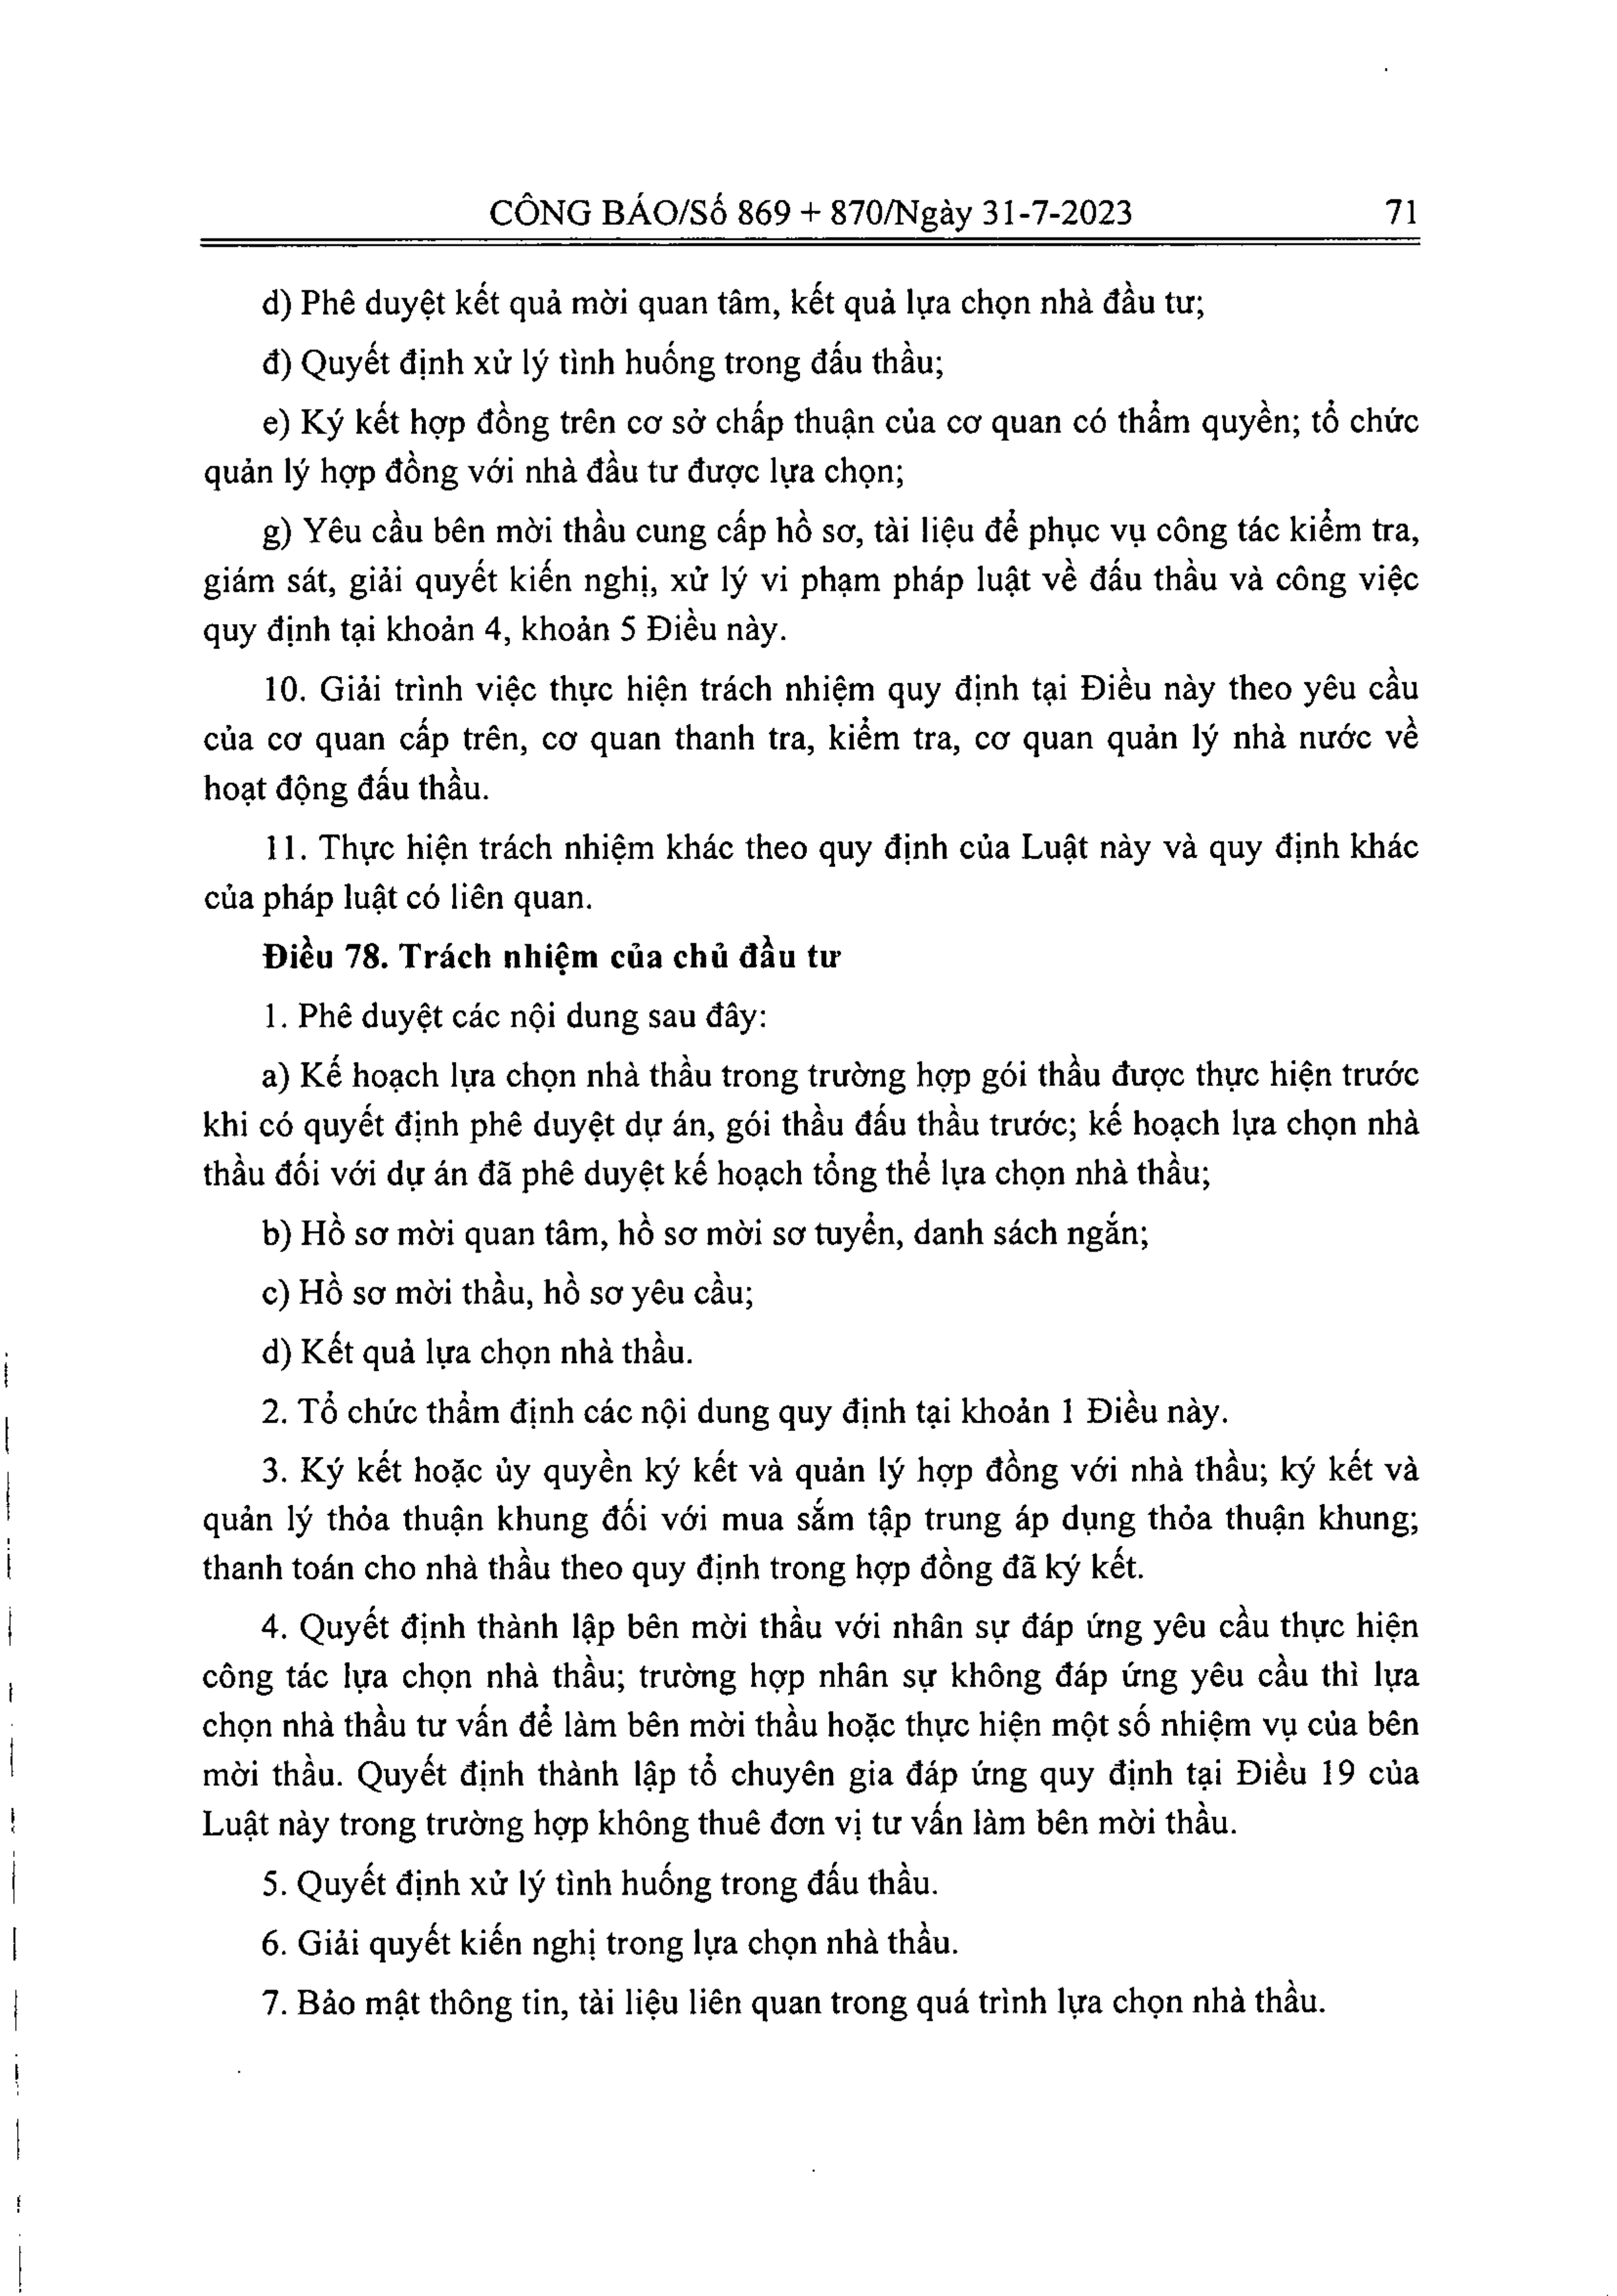 CÔNG BÁO/Số 869 + 870/Ngày 31-7-2023 71
d) Phê duyệt kết quả mời quan tâm, kết quả lựa chọn nhà đầu tư;
đ) Quyết định xử lý tình huống trong đấu thầu;
e) Ký kết hợp đồng trên cơ sở chấp thuận của cơ quan có thẩm quyền; tổ chức
quản lý hợp đồng với nhà đầu tư được lựa chọn;
g) Yêu cầu bên mời thầu cung cấp hồ sơ, tài liệu để phục vụ công tác kiểm tra,
giám sát, giải quyết kiến nghị, xử lý vi phạm pháp luật về đấu thầu và công việc
quy định tại khoản 4, khoản 5 Điều này.
10. Giải trình việc thực hiện trách nhiệm quy định tại Điều này theo yêu cầu
của cơ quan cấp trên, cơ quan thanh tra, kiểm tra, cơ quan quản lý nhà nước về
hoạt động đấu thầu.
11. Thực hiện trách nhiệm khác theo quy định của Luật này và quy định khác
của pháp luật có liên quan.
Điều 78. Trách nhiệm của chủ đầu tư
1. Phê duyệt các nội dung sau đây:
a) Kế hoạch lựa chọn nhà thầu trong trường hợp gói thầu được thực hiện trước
khi có quyết định phê duyệt dự án, gói thầu đấu thầu trước; kế hoạch lựa chọn nhà
thầu đối với dự án đã phê duyệt kế hoạch tổng thể lựa chọn nhà thầu;
b) Hồ sơ mời quan tâm, hồ sơ mời sơ tuyển, danh sách ngắn;
c) Hồ sơ mời thầu, hồ sơ yêu cầu;
d) Kết quả lựa chọn nhà thầu.
2. Tổ chức thẩm định các nội dung quy định tại khoản 1 Điều này.
3. Ký kết hoặc ủy quyền ký kết và quản lý hợp đồng với nhà thầu; ký kết và
quản lý thỏa thuận khung đối với mua sắm tập trung áp dụng thỏa thuận khung;
thanh toán cho nhà thầu theo quy định trong hợp đồng đã ký kết.
4. Quyết định thành lập bên mời thầu với nhân sự đáp ứng yêu cầu thực hiện
công tác lựa chọn nhà thầu; trường hợp nhân sự không đáp ứng yêu cầu thì lựa
chọn nhà thầu tư vấn để làm bên mời thầu hoặc thực hiện một số nhiệm vụ của bên
mời thầu. Quyết định thành lập tổ chuyên gia đáp ứng quy định tại Điều 19 của
Luật này trong trường hợp không thuê đơn vị tư vấn làm bên mời thầu.
5. Quyết định xử lý tình huống trong đấu thầu.
6. Giải quyết kiến nghị trong lựa chọn nhà thầu.
7. Bảo mật thông tin, tài liệu liên quan trong quá trình lựa chọn nhà thầu.